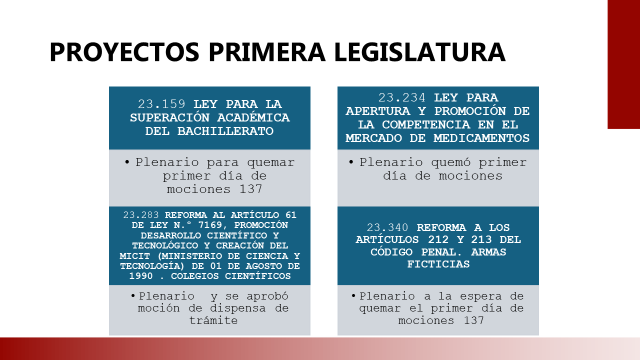 PROYECTOS PRIMERA LEGISLATURA
23.159 LEY PARA LA
SUPERACIÓN ACADÉMICA
DEL BACHILLERATO
• Plenario para quemar
primer día de
mociones 137
23.283 REFORMA AL ARTÍCULO 61
DE LEY N.º 7169, PROMOCIÓN
DESARROLLO CIENTÍFICO Y
TECNOLÓGICO Y CREACIÓN DEL
MICIT (MINISTERIO DE CIENCIA Y
TECNOLOGÍA) DE 01 DE AGOSTO DE
1990 . COLEGIOS CIENTÍFICOS
• Plenario y se aprobó
moción de dispensa de
trámite
23.234 LEY PARA
APERTURA Y PROMOCIÓN DE
LA COMPETENCIA EN EL
MERCADO DE MEDICAMENTOS
• Plenario quemó primer
día de mociones
23.340 REFORMA A LOS
ARTÍCULOS 212 Y 213 DEL
CÓDIGO PENAL. ARMAS
FICTICIAS
• Plenario a la espera de
quemar el primer día de
mociones 137